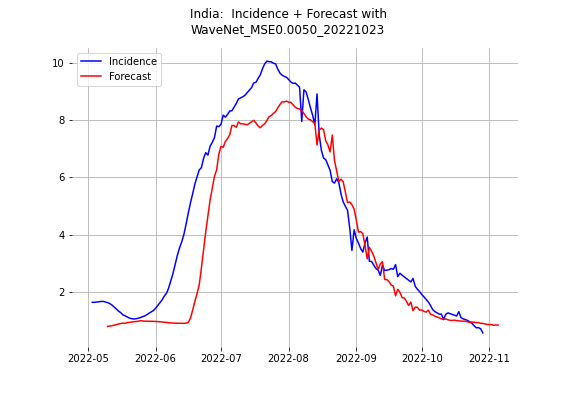 India:  Incidence + Forecast with
WaveNet_MSE0.0050_20221023
Incidence
Forecast
10
8
6
4
2
2022-05 2022-06 2022-07 2022-08 2022-09 2022-10 2022-11